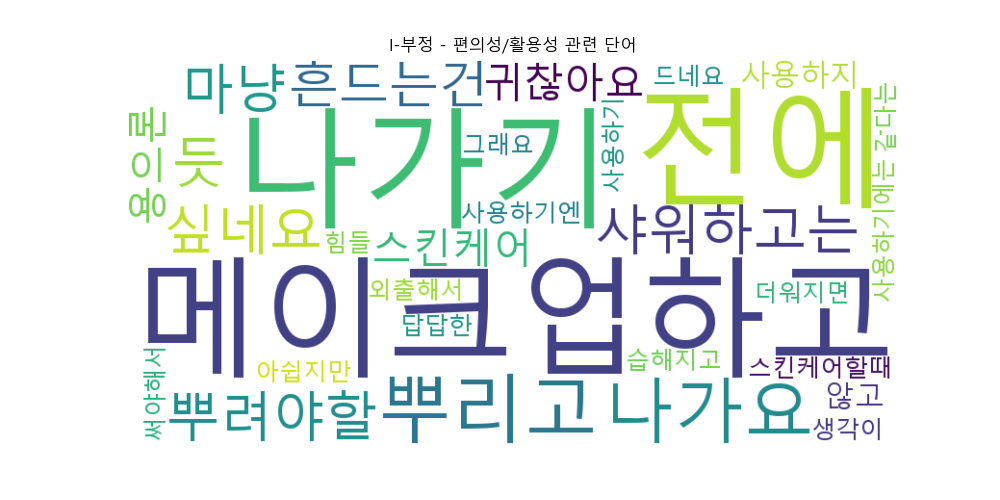 I-부정 - 편의성/활용성 관련 단어
마냥
흔드는건
귀찮아요
드네요
사용하지
용이론
듯
나가기
전에
그래요
사용하기
사용하기에는
같다는
싶네요
힘들
스킨케어
사용하기엔
샤워하고는
메이크업하고
외출해서
답답한
더워지면
습해지고
스킨케어할때
써야해서
아쉽지만
뿌려야할
뿌리고
나가요
않고
생각이